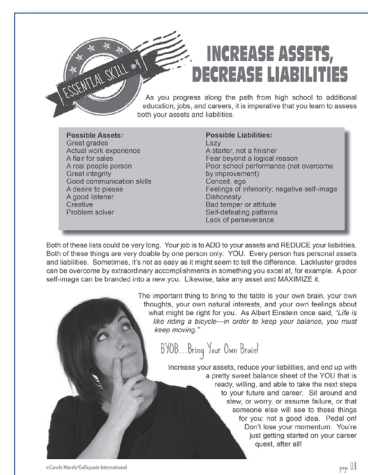 ESSENTIAL SKILL #4
INCREASE ASSETS,
DECREASE LIABILITIES
As you progress along the path from high school to additional
education, jobs, and careers, it is imperative that you learn to assess
both your assets and liabilities.
Possible Assets:
Great grades
Actual work experience
A flair for sales
A real people person
Great integrity
Good communication skills
A desire to please
A good listener
Creative
Problem solver
Possible Liabilities:
Lazy
A starter, not a finisher
Fear beyond a logical reason
Poor school performance (not overcome
by improvement)
Conceit; ego
Feelings of inferiority; negative self-image
Dishonesty
Bad temper or attitude
Self-defeating patterns
Lack of perseverance
Both of these lists could be very long. Your job is to ADD to your assets and REDUCE your liabilities.
Both of these things are very doable by one person only: YOU. Every person has personal assets
and liabilities. Sometimes, it's not as easy as it might seem to tell the difference. Lackluster grades
can be overcome by extraordinary accomplishments in something you excel at, for example. A poor
self-image can be branded into a new you. Likewise, take any asset and MAXIMIZE it.
The important thing to bring to the table is your own brain, your own
thoughts, your own natural interests, and your own feelings about
what might be right for you. As Albert Einstein once said, "Life is
like riding a bicycle—in order to keep your balance, you must
keep moving."
BYOB...Bring Your Own Brain!
Increase your assets, reduce your liabilities, and end up with
a pretty sweet balance sheet of the YOU that is
ready, willing, and able to take the next steps
to your future and career. Sit around and
stew, or worry, or assume failure, or that
someone else will see to these things
for you: not a good idea. Pedal on!
Don't lose your momentum. You're
just getting started on your career
quest, after all!
©Carole Marsh/Gallopade International
page